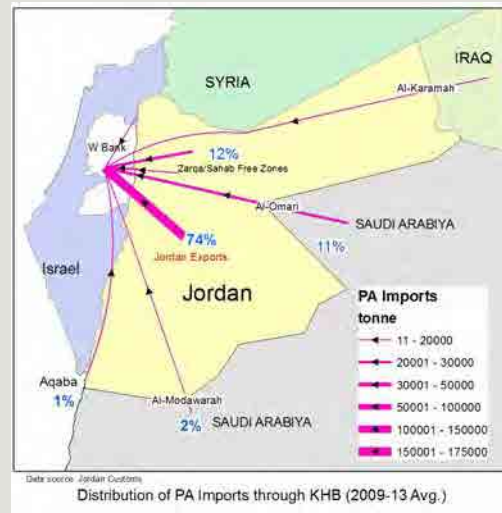 SYRIA
IRAQ
Al-Karamah
W Bank
12%
Zarqa/Sahab Free Zones
Al-Omari
SAUDI ARABIYA
11%
74%
Jordan Exports
Israel
Jordan
PA Imports
tonne
11 - 20000
20001 - 30000
30001 - 50000
50001 - 100000
100001 - 150000
150001 - 175000
Aqaba
1%
Al-Modawarah
2%
SAUDI ARABIYA
Data source: Jordan Customs
Distribution of PA Imports through KHB (2009-13 Avg.)